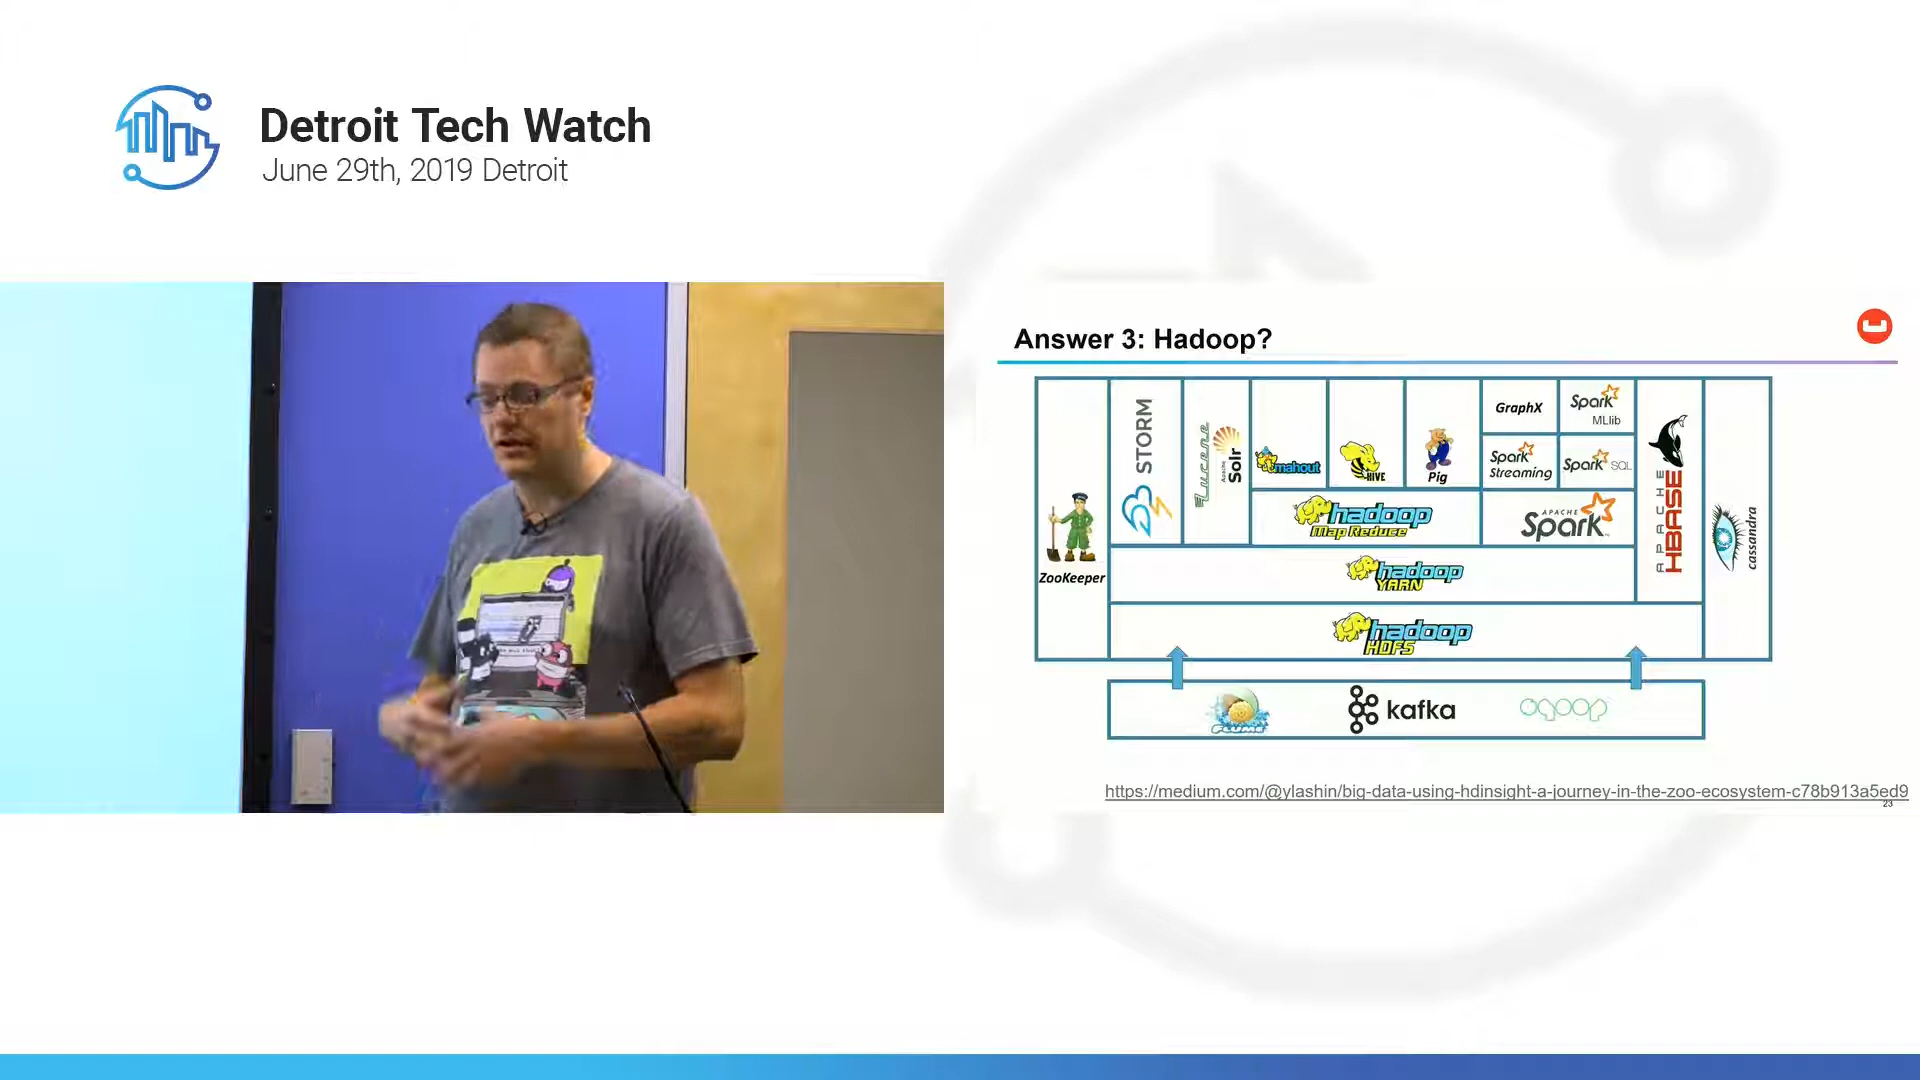 Detroit Tech Watch
June 29th, 2019 Detroit
Answer 3: Hadoop?
ZooKeeper
STORM
Lucene
Apache
Solr
mahout
HIVE
Pig
GraphX
Spark
MLlib
Spark
Streaming
Spark SQL
hadoop
Map Reduce
APACHE
Spark
APACHE
HBASE
cassandra
hadoop
YARN
hadoop
HDFS
FLUME
kafka
sqoop
https://medium.com/@ylashin/big-data-using-hdinsight-a-journey-in-the-zoo-ecosystem-c78b913a5ed9
23